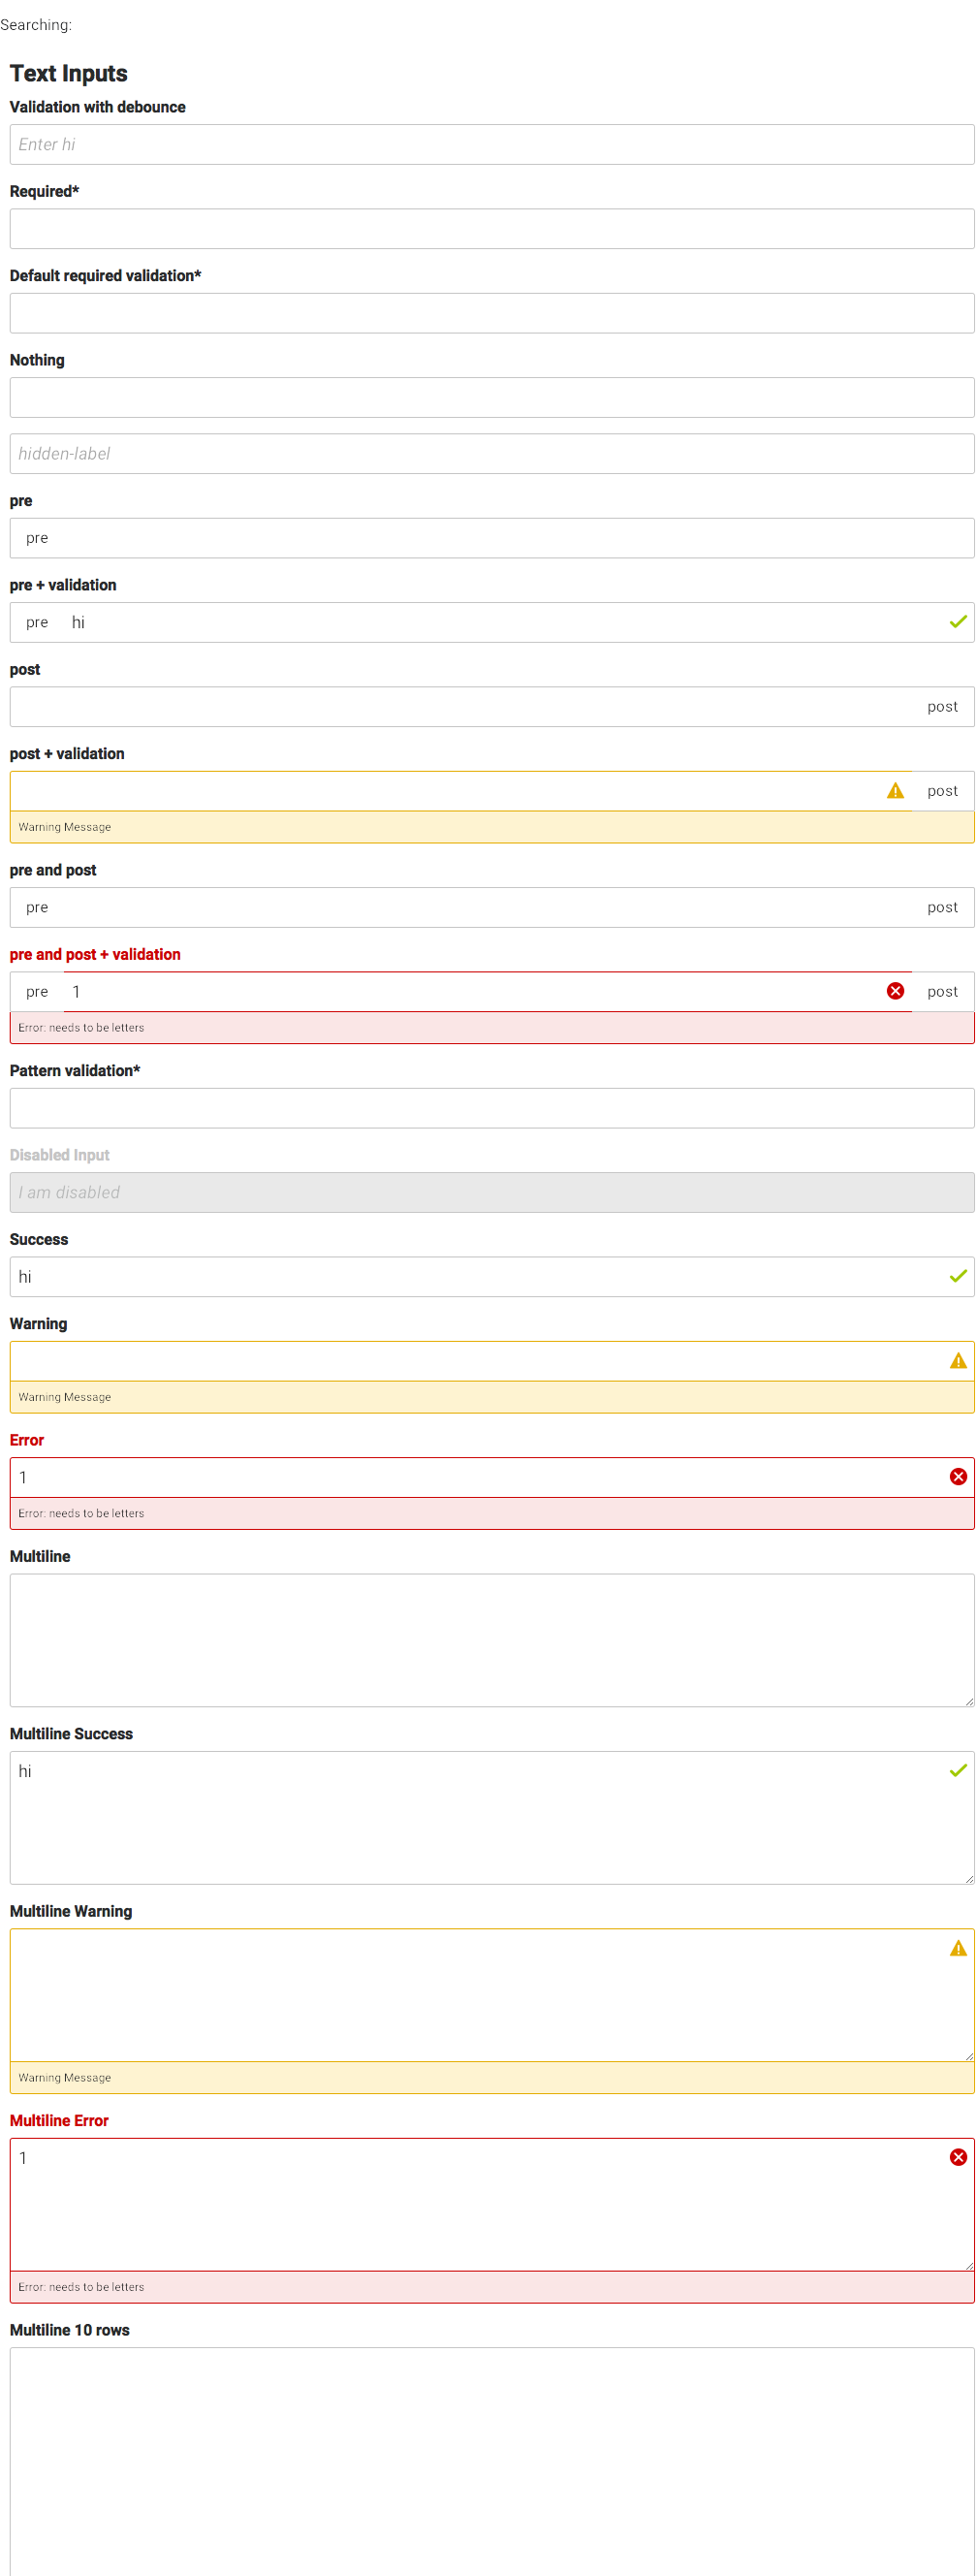 Searching:
Text Inputs
Validation with debounce
Enter hi
Required*
Default required validation*
Nothing
hidden-label
pre
pre
pre + validation
pre hi
post
post
post + validation
post
Warning Message
pre and post
pre post
pre and post + validation
pre 1 post
Error: needs to be letters
Pattern validation*
Disabled Input
I am disabled
Success
hi
Warning
Warning Message
Error
1
Error: needs to be letters
Multiline
Multiline Success
hi
Multiline Warning
Warning Message
Multiline Error
1
Error: needs to be letters
Multiline 10 rows